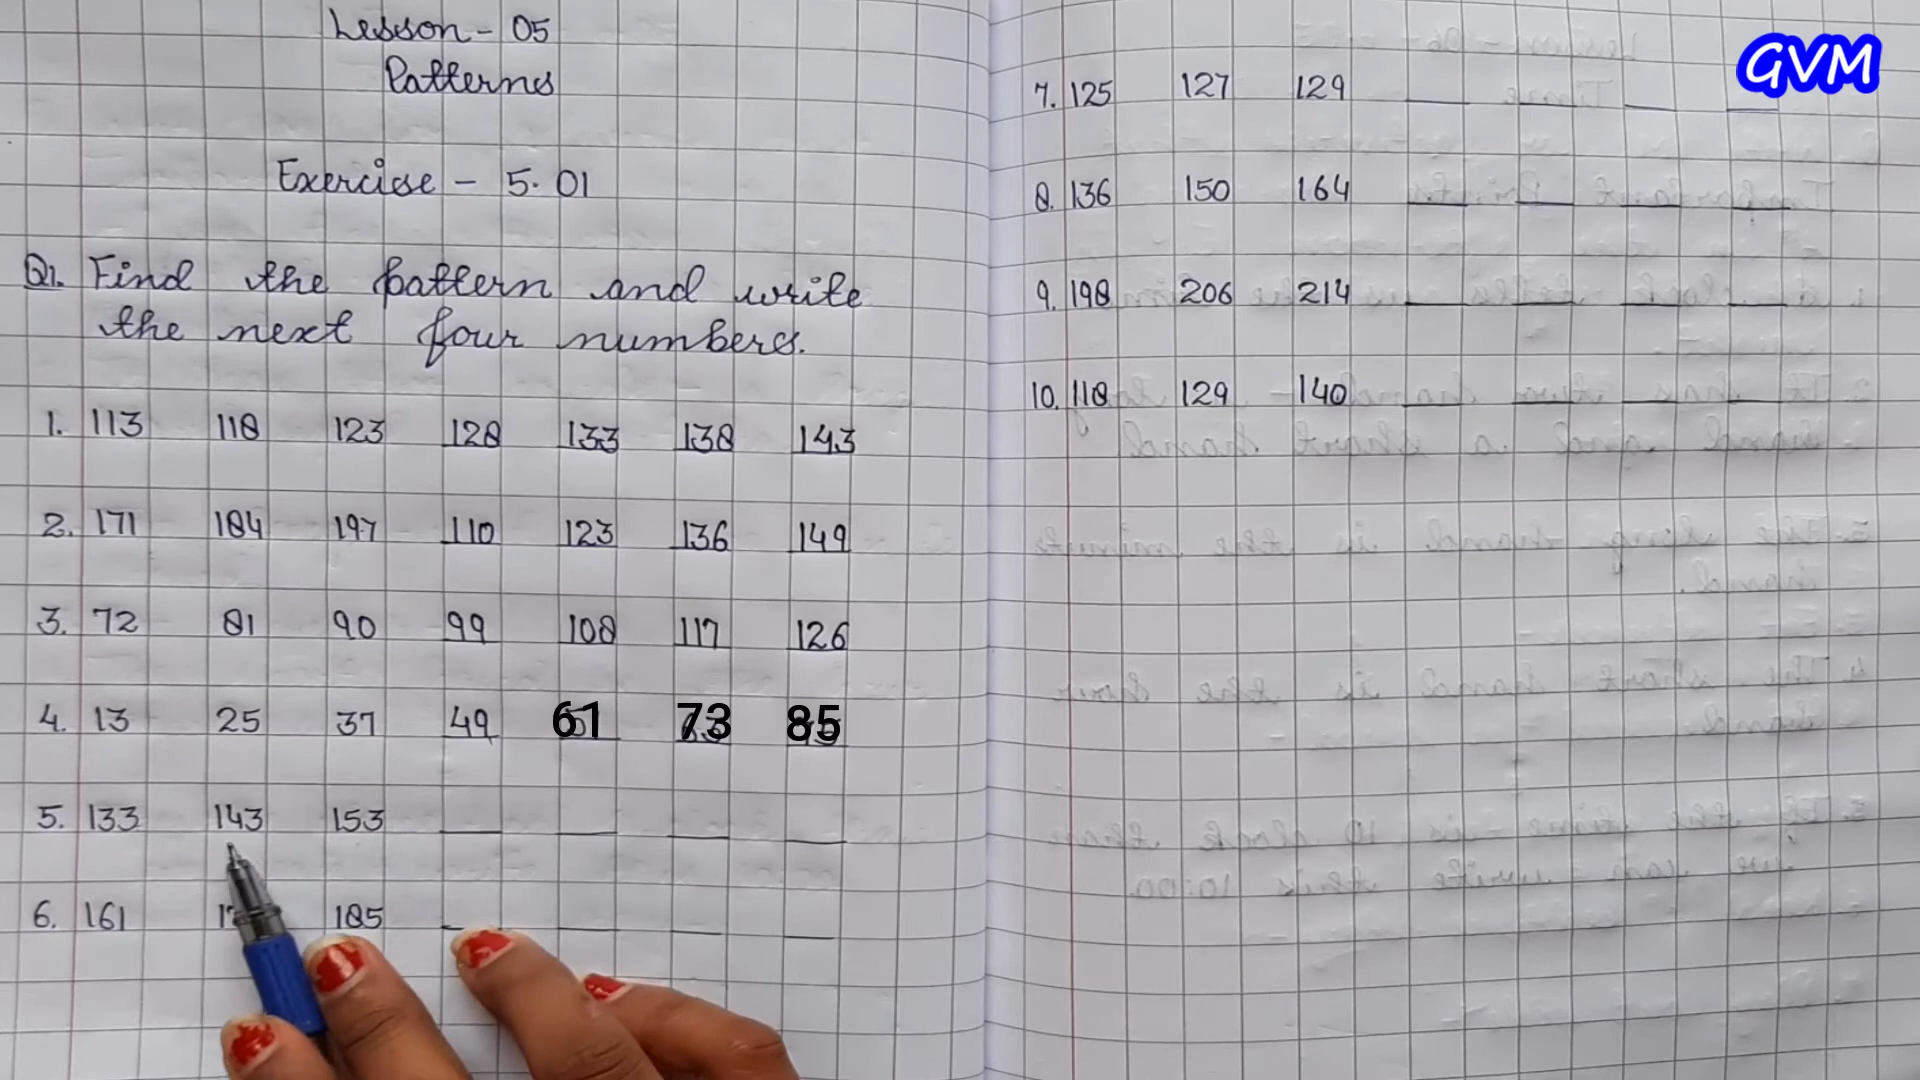 Lesson - 05
Patterns
Exercise - 5.01
Q1. Find the pattern and write
the next four numbers.
1. 113 118 123 128 133 138 143
2. 171 184 197 110 123 136 149
3. 72 81 90 99 108 117 126
4. 13 25 37 49 61 73 85
5. 133 143 153
6. 161 185
GVM
7. 125 127 129
8. 136 150 164
9. 198 206 214
10. 118 129 140